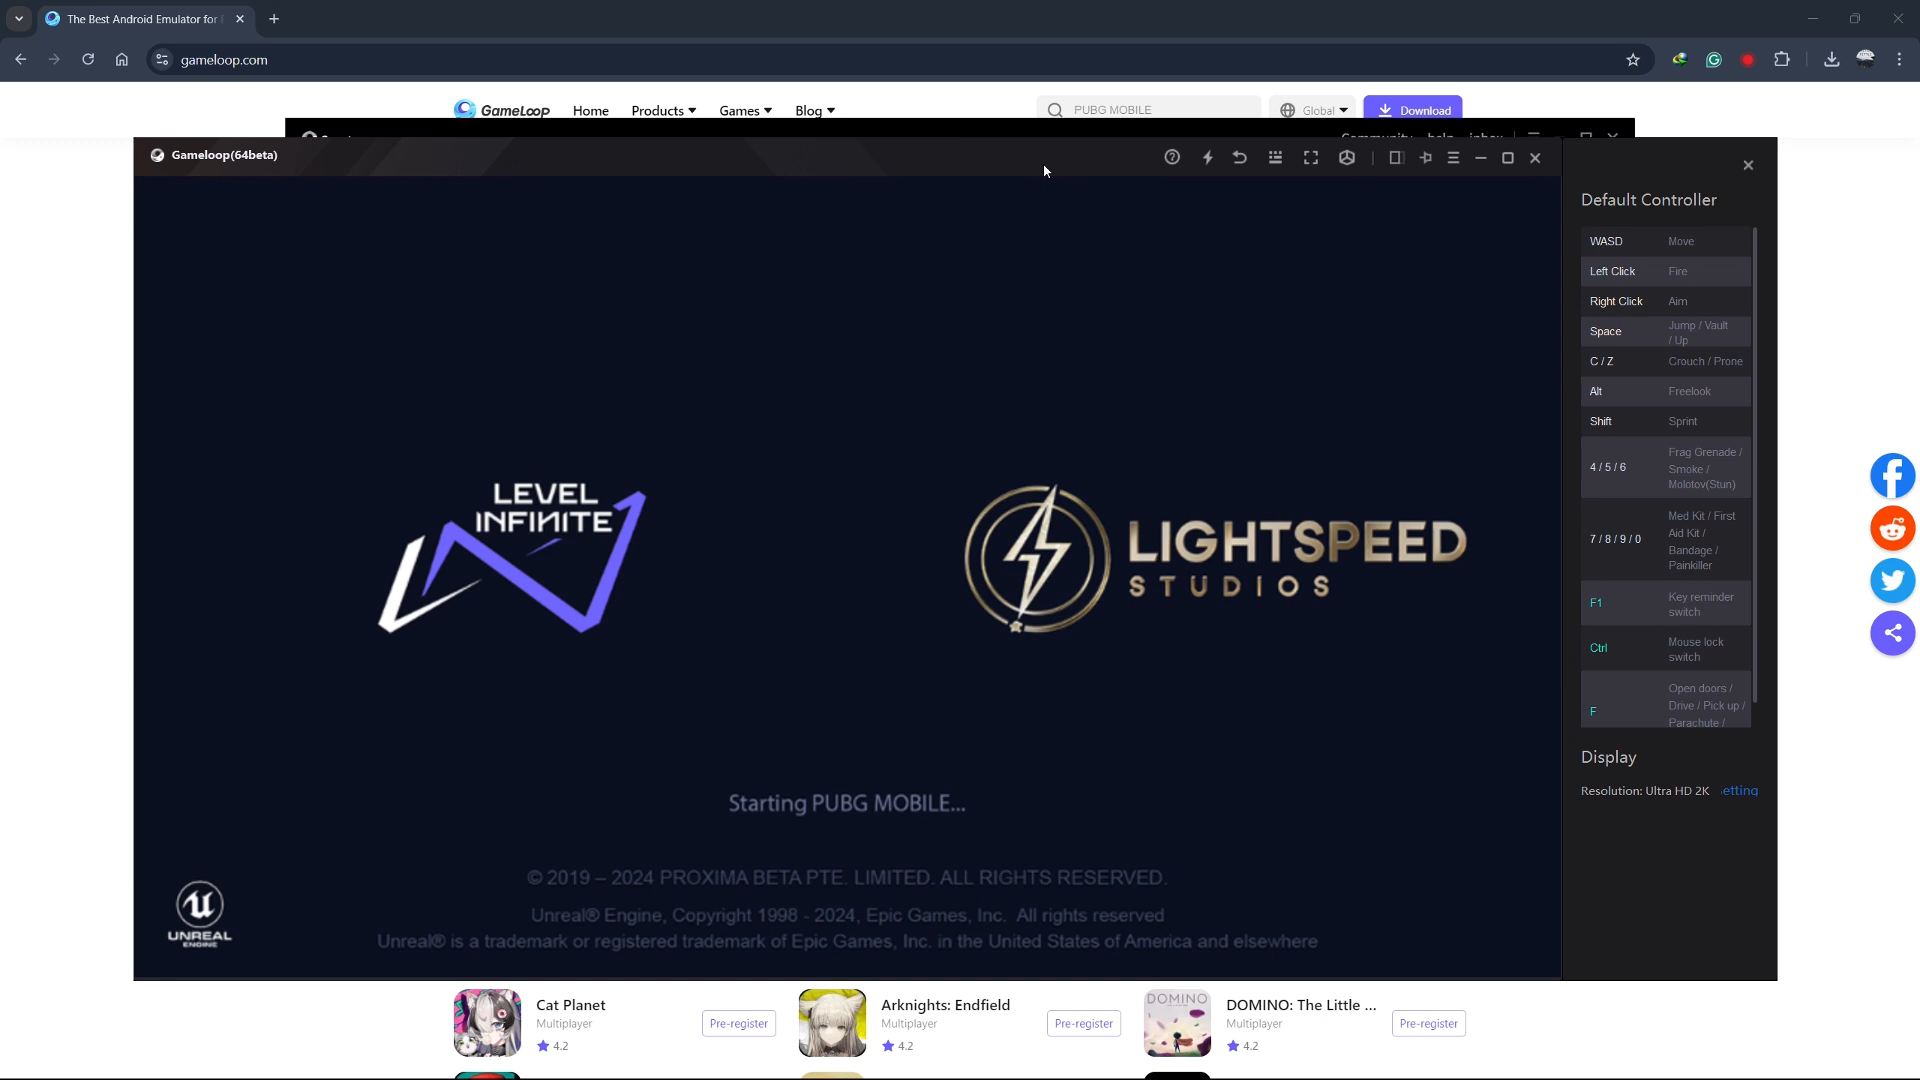 The Best Android Emulator for
gameloop.com
GameLoop Home Products Games Blog PUBG MOBILE Global Download
Gameloop(64beta)
Default Controller
WASD Move
Left Click Fire
Right Click Aim
Space Jump / Vault
/ Up
C / Z Crouch / Prone
Alt Freelook
Shift Sprint
4 / 5 / 6 Frag Grenade /
Smoke /
Molotov(Stun)
7 / 8 / 9 / 0 Med Kit / First
Aid Kit /
Bandage /
Painkiller
F1 Key reminder
switch
Ctrl Mouse lock
switch
F Open doors /
Drive / Pick up /
Parachute /
Display
Resolution: Ultra HD 2K etting
LEVEL
INFINITE
LIGHTSPEED
STUDIOS
Starting PUBG MOBILE...
© 2019 – 2024 PROXIMA BETA PTE. LIMITED. ALL RIGHTS RESERVED.
Unreal® Engine, Copyright 1998 - 2024, Epic Games, Inc. All rights reserved
Unreal® is a trademark or registered trademark of Epic Games, Inc. in the United States of America and elsewhere
UNREAL
ENGINE
Cat Planet
Multiplayer
4.2
Pre-register
Arknights: Endfield
Multiplayer
4.2
Pre-register
DOMINO
DOMINO: The Little ...
Multiplayer
4.2
Pre-register